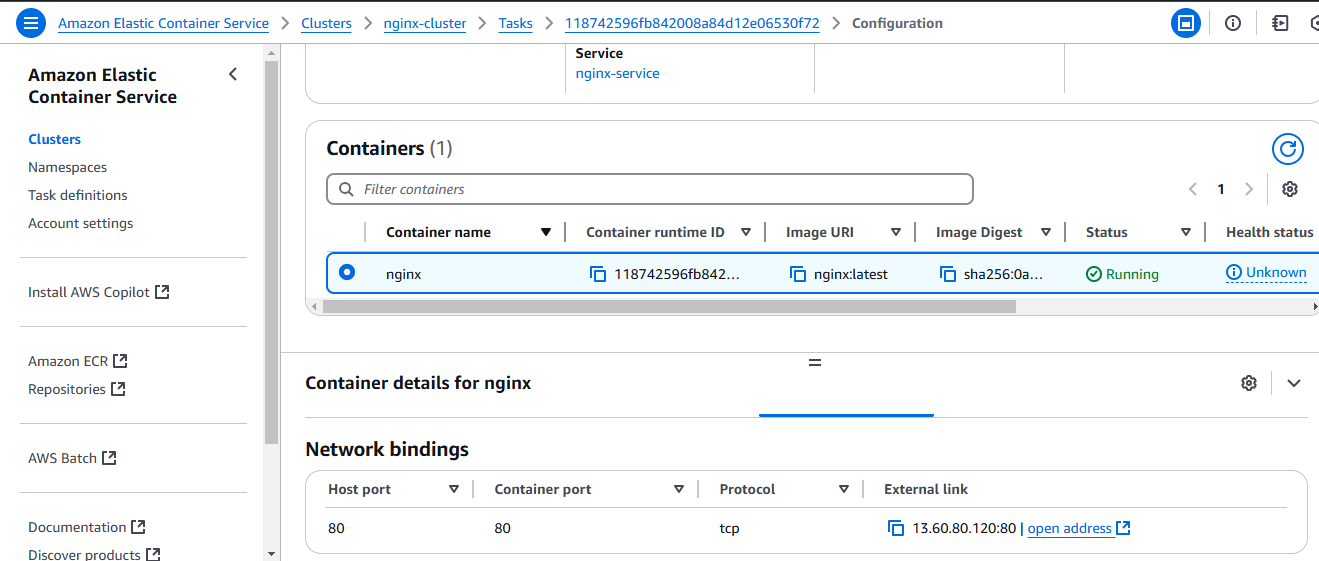 Amazon Elastic Container Service > Clusters > nginx-cluster > Tasks > 118742596fb842008a84d12e06530f72 > Configuration
Amazon Elastic
Container Service
Clusters
Namespaces
Task definitions
Account settings
Install AWS Copilot
Amazon ECR
Repositories
AWS Batch
Documentation
Discover products
Service
nginx-service
Containers (1)
Filter containers
1
Container name Container runtime ID Image URI Image Digest Status Health status
nginx 118742596fb842... nginx:latest sha256:0a... Running Unknown
Container details for nginx
Network bindings
Host port Container port Protocol External link
80 80 tcp 13.60.80.120:80 | open address